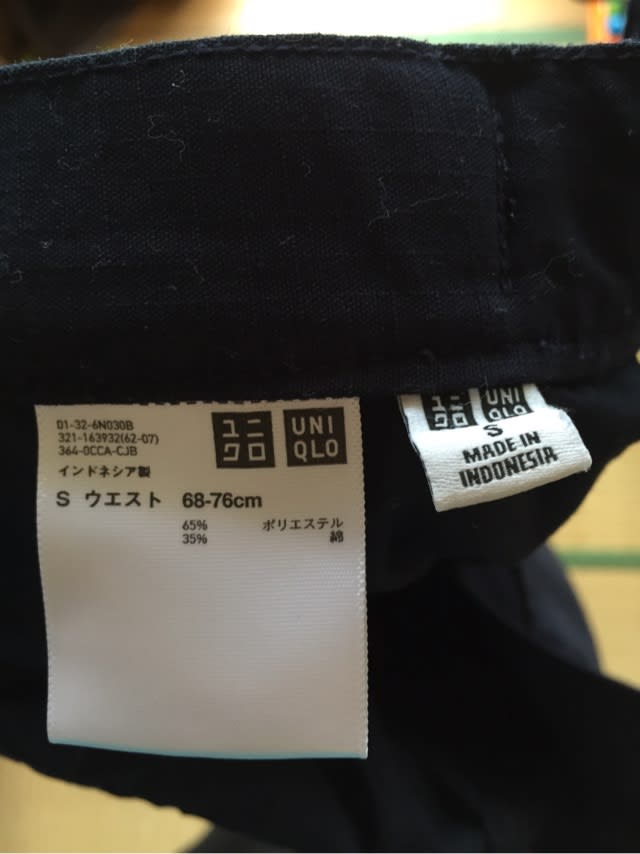 01-32-6N030B
321-163932(62-07)
364-0CCA-CJB
インドネシア製
ユニ
クロ
UNI
QLO
S ウエスト 68-76cm
65% ポリエステル
35% 綿
ユニ
クロ
UNI
QLO
S
MADE IN
INDONESIA